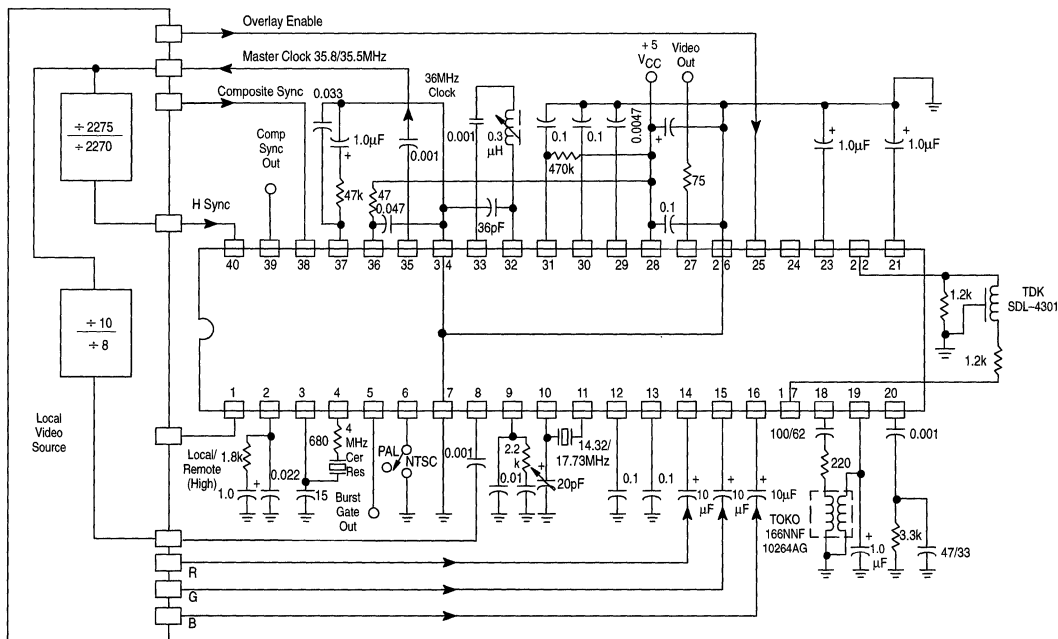 Overlay Enable
Master Clock 35.8/35.5MHz
Composite Sync
÷ 2275
÷ 2270
Comp
Sync
Out
H Sync
0.033
1.0µF
+
47k
47
0.047
0.001
36MHz
Clock
0.001
0.3
µH
36pF
0.1
0.1
0.0047
470k
+ 5
VCC
Video
Out
+
75
0.1
+
1.0µF
+
1.0µF
40
39
38
37
36
35
3 4
33
32
31
30
29
28
27
2 6
25
24
23
2 2
21
1.2k
TDK
SDL-4301
1.2k
÷ 10
÷ 8
Local
Video
Source
1
2
3
4
5
6
7
8
9
10
11
12
13
14
15
16
1 7
18
19
20
Local/
Remote
(High)
1.8k
1.0
+
0.022
680
15
4
MHz
Cer
Res
PAL
NTSC
Burst
Gate
Out
0.001
2.2
k
0.01
+
20pF
14.32/
17.73MHz
0.1
0.1
+
10
µF
+
10
µF
+
10µF
100/62
220
TOKO
166NNF
10264AG
+
1.0
µF
0.001
3.3k
47/33
R
G
B